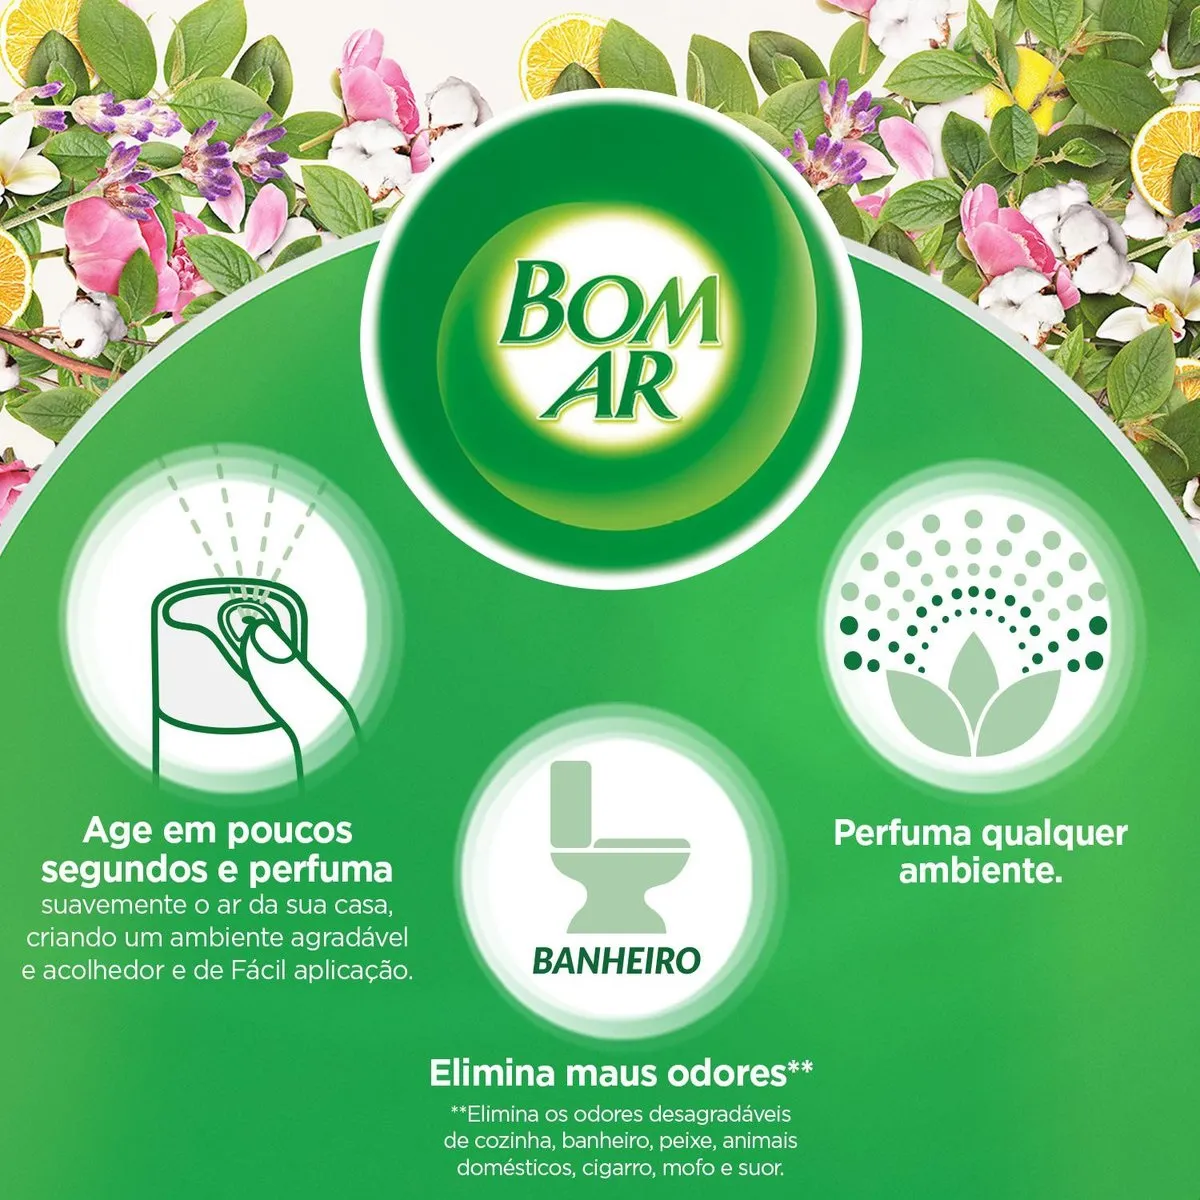 BOM
AR
Age em poucos
segundos e perfuma
suavemente o ar da sua casa,
criando um ambiente agradável
e acolhedor e de Fácil aplicação.
BANHEIRO
Elimina maus odores**
**Elimina os odores desagradáveis
de cozinha, banheiro, peixe, animais
domésticos, cigarro, mofo e suor.
Perfuma qualquer
ambiente.